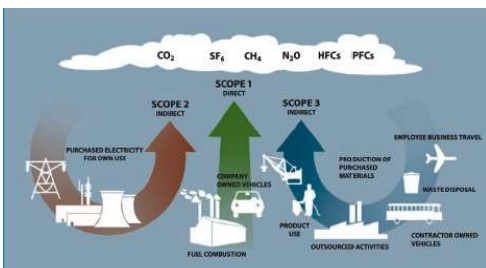 CO2 SF6 CH4 N2O HFCs PFCs
SCOPE 1
DIRECT
SCOPE 2
INDIRECT
SCOPE 3
INDIRECT
PURCHASED ELECTRICITY
FOR OWN USE
COMPANY
OWNED VEHICLES
FUEL COMBUSTION
PRODUCTION OF
PURCHASED
MATERIALS
PRODUCT
USE
OUTSOURCED ACTIVITIES
EMPLOYEE BUSINESS TRAVEL
WASTE DISPOSAL
CONTRACTOR OWNED
VEHICLES